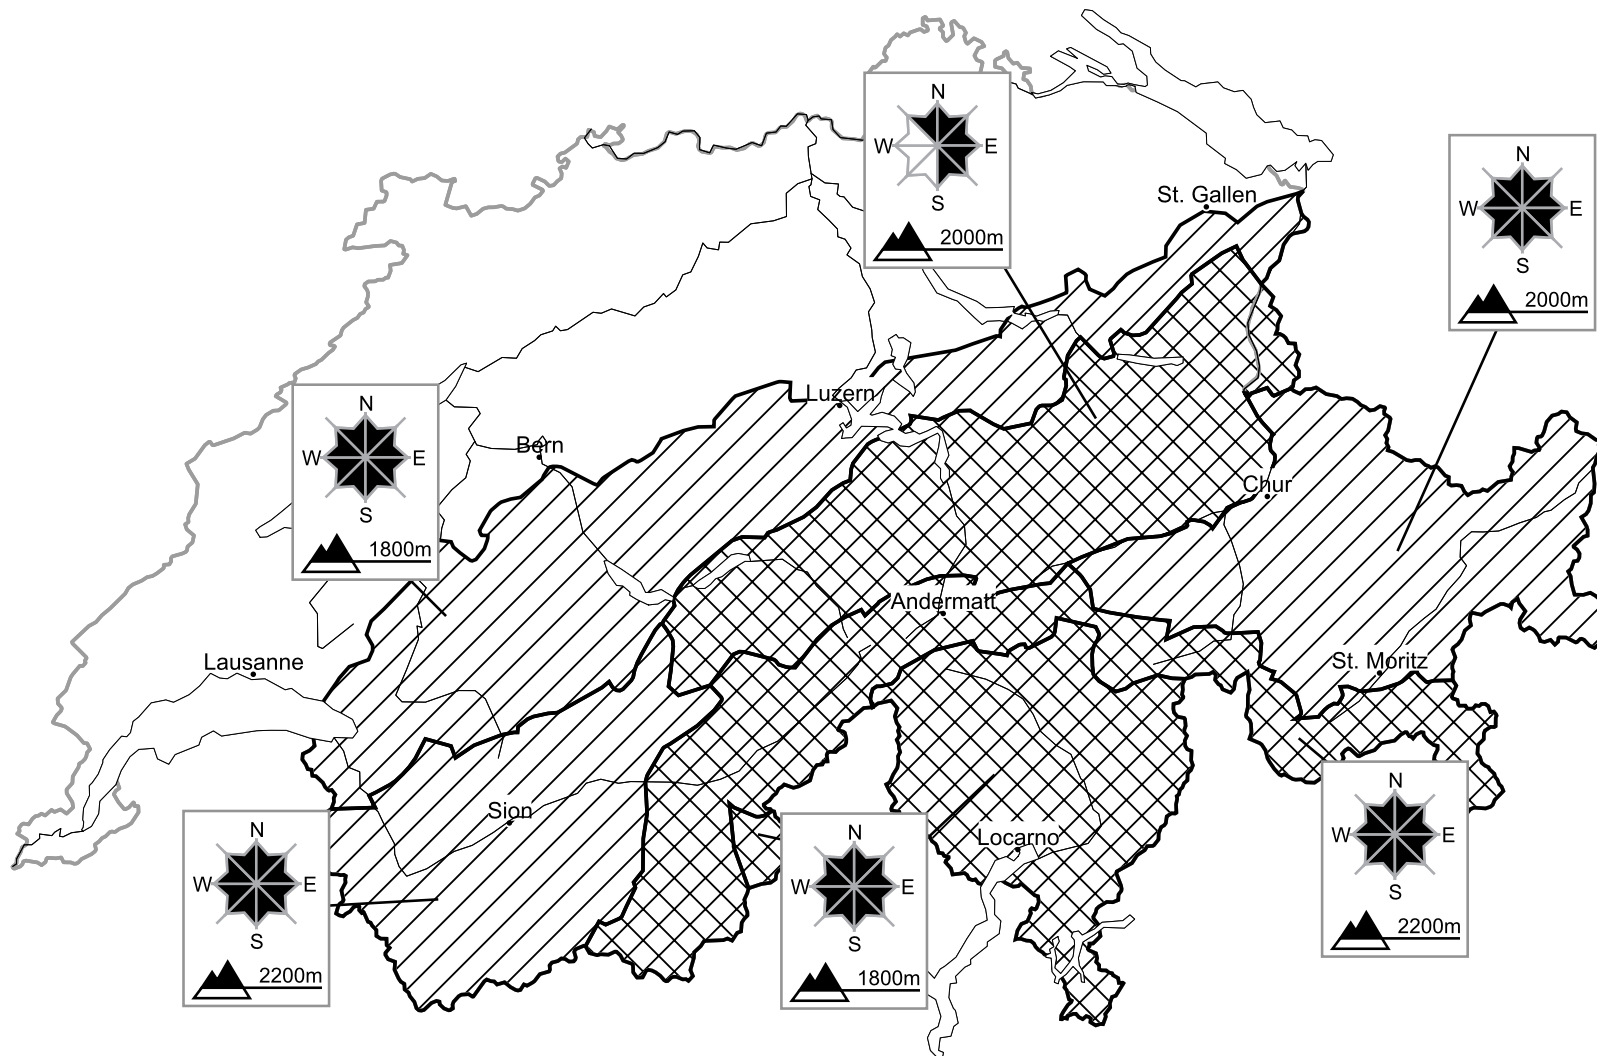 N
W E
S
2000m
St. Gallen
N
W E
S
2000m
Luzern
N
W E
S
1800m
Bern
Chur
Andermatt
Lausanne
St. Moritz
Sion
Locarno
N
W E
S
2200m
N
W E
S
1800m
N
W E
S
2200m